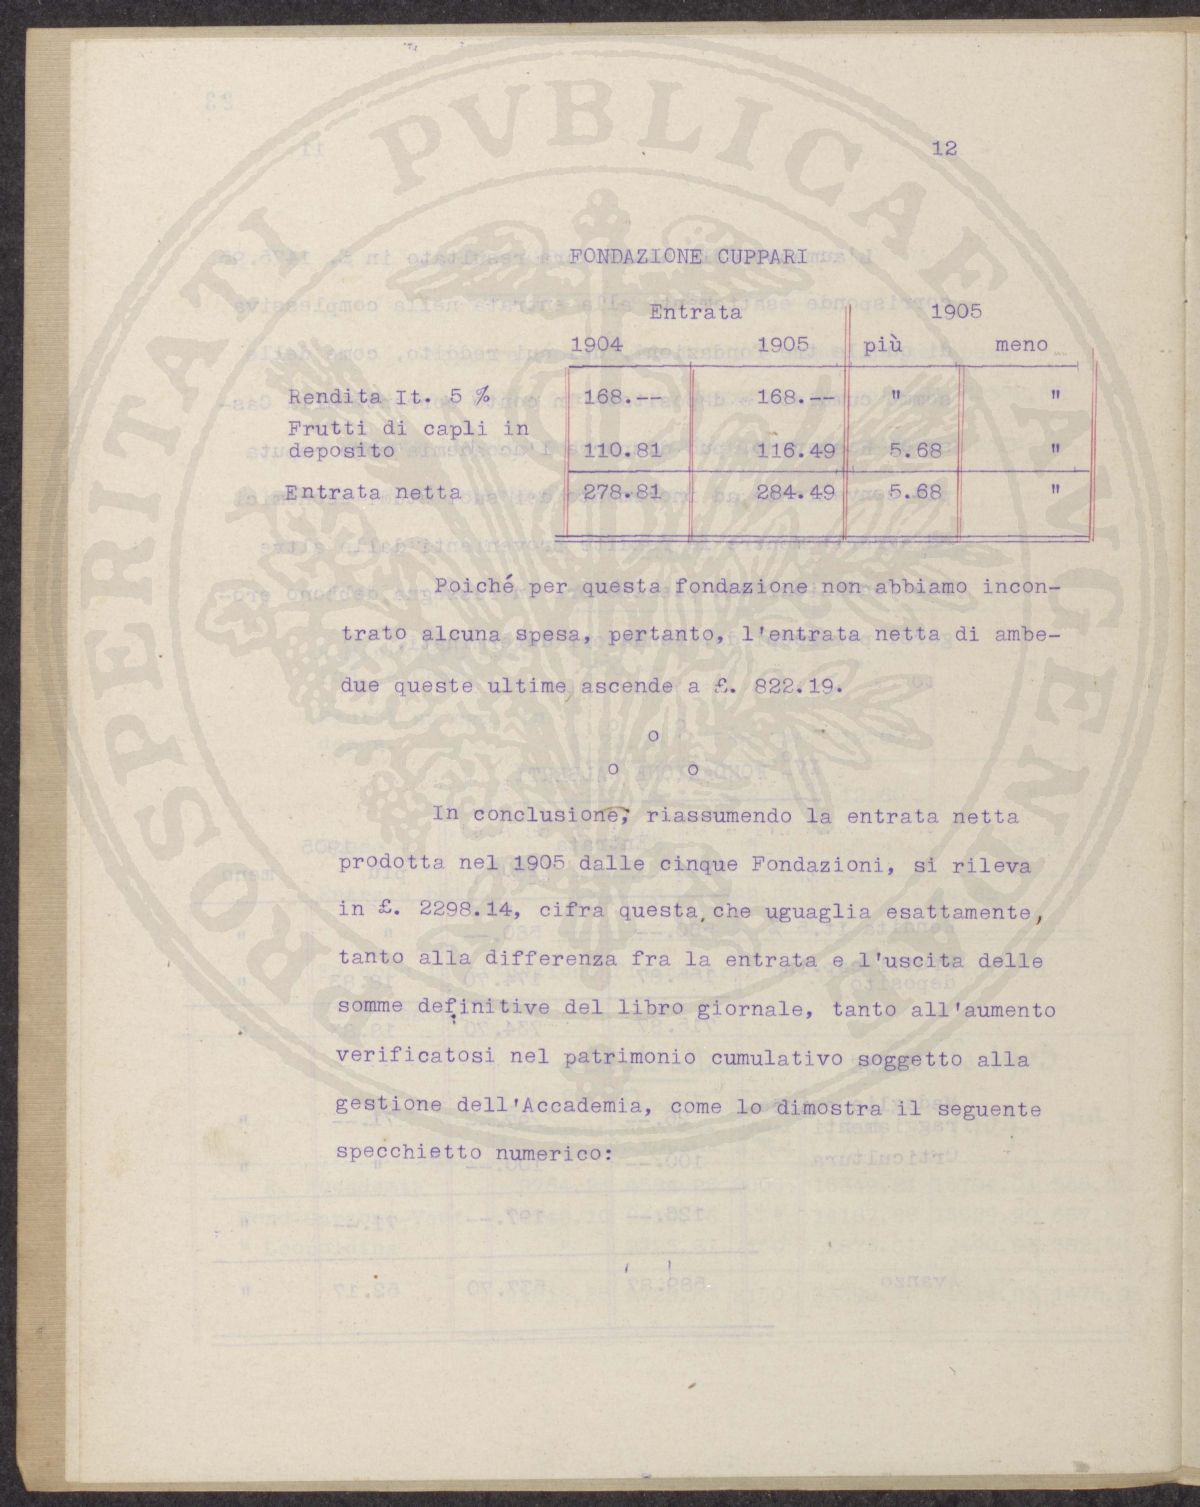 12
FONDAZIONE CUPPARI
Entrata 1905
1904 1905 più meno
Rendita It. 5 % 168.-- 168.-- " "
Frutti di capli in
deposito 110.81 116.49 5.68 "
Entrata netta 278.81 284.49 5.68 "
Poiché per questa fondazione non abbiamo incon-
trato alcuna spesa, pertanto, l'entrata netta di ambe-
due queste ultime ascende a £. 822.19.
o
o o
In conclusione, riassumendo la entrata netta
prodotta nel 1905 dalle cinque Fondazioni, si rileva
in £. 2298.14, cifra questa, che uguaglia esattamente,
tanto alla differenza fra la entrata e l'uscita delle
somme definitive del libro giornale, tanto all'aumento
verificatosi nel patrimonio cumulativo soggetto alla
gestione dell'Accademia, come lo dimostra il seguente
specchietto numerico:
PROSPERITATI PVBLICAE AVGENDAE